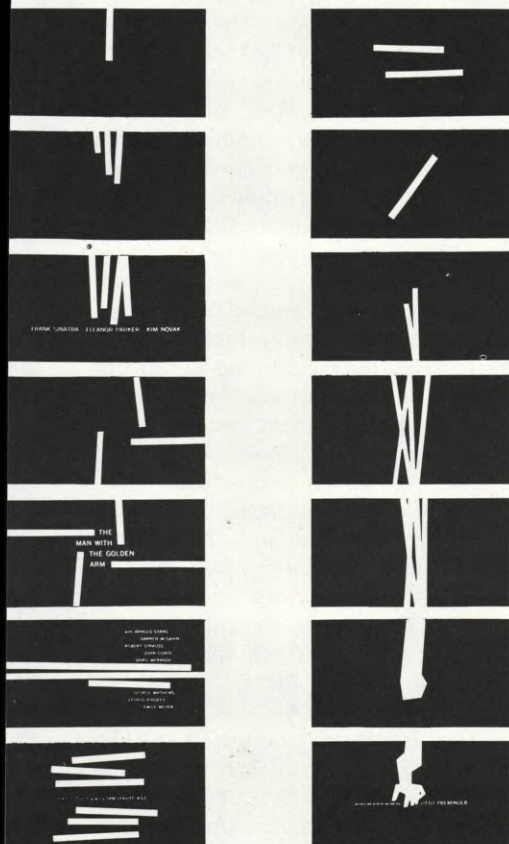 FRANK SINATRA ELEANOR PARKER KIM NOVAK
THE
MAN WITH
THE GOLDEN
ARM
with ARNOLD STANG
DARREN McGAVIN
ROBERT STRAUSS
JOHN CONTE
DORO MERANDE
GEORGE MATHEWS
LEONID KINSKEY
EMILE MEYER
OTTO PREMINGER